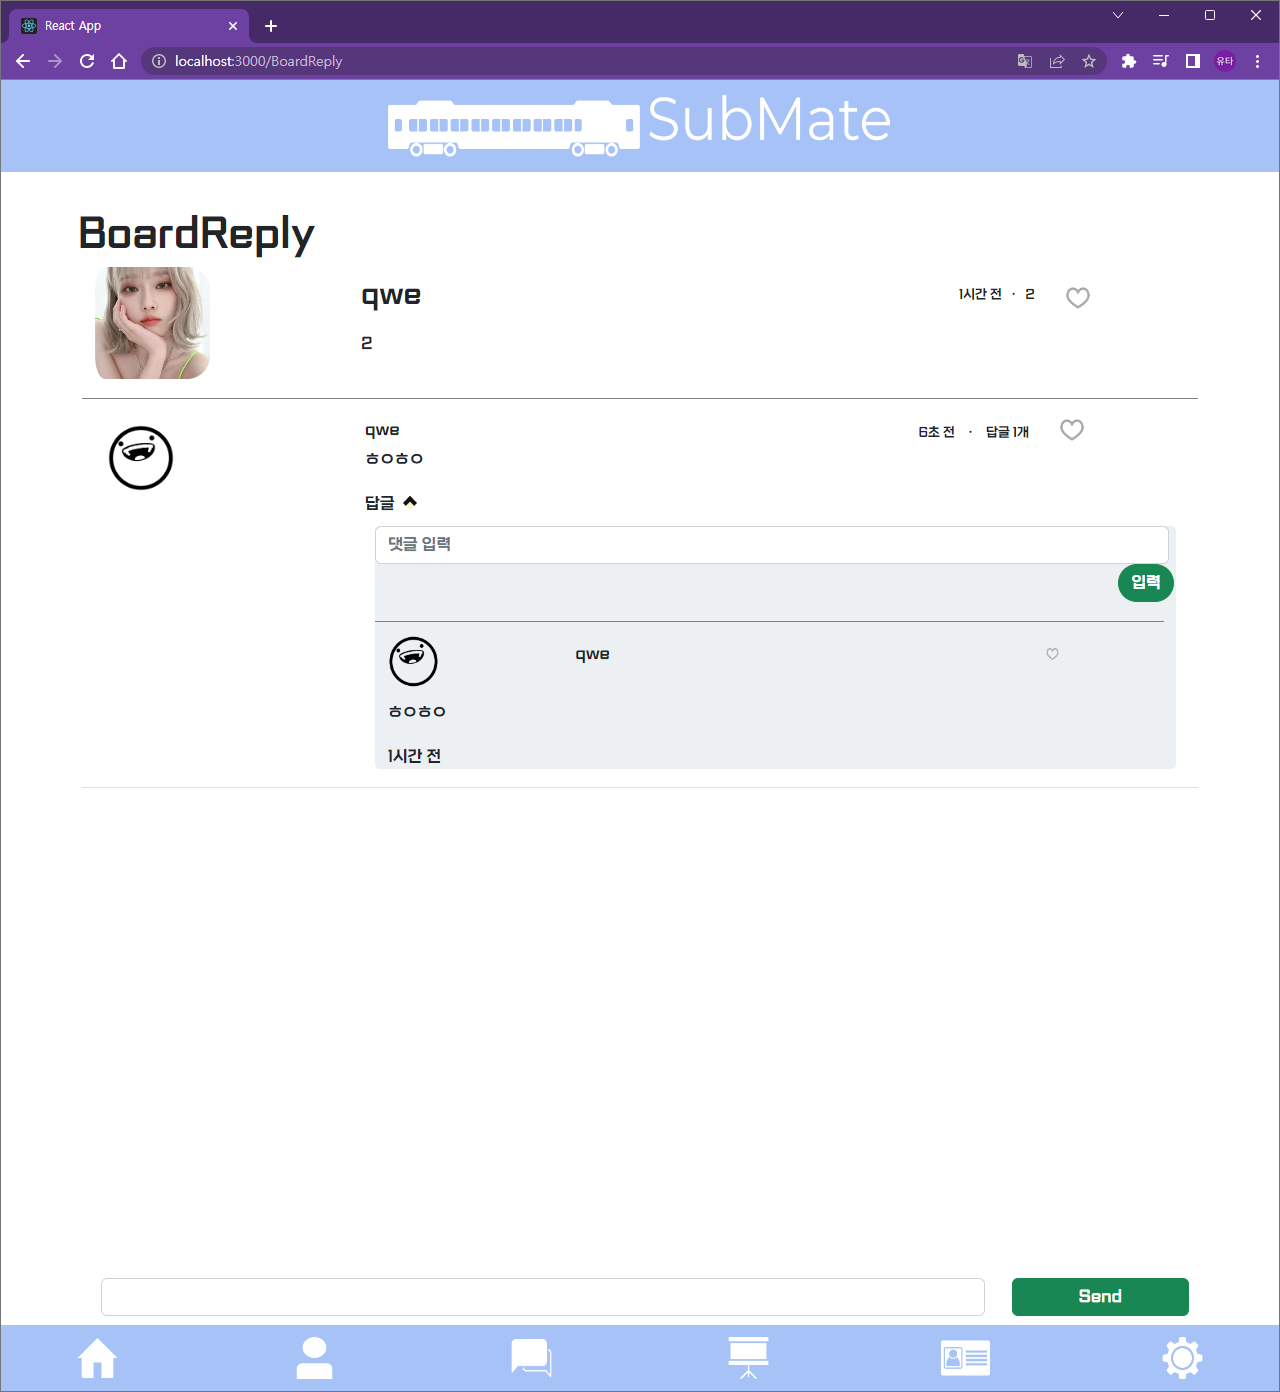 React App
localhost:3000/BoardReply
유타
SubMate
BoardReply
qwe
1시간 전 · 2
2
qwe
6초 전 · 답글 1개
ㅎㅇㅎㅇ
답글
댓글 입력
입력
qwe
ㅎㅇㅎㅇ
1시간 전
Send